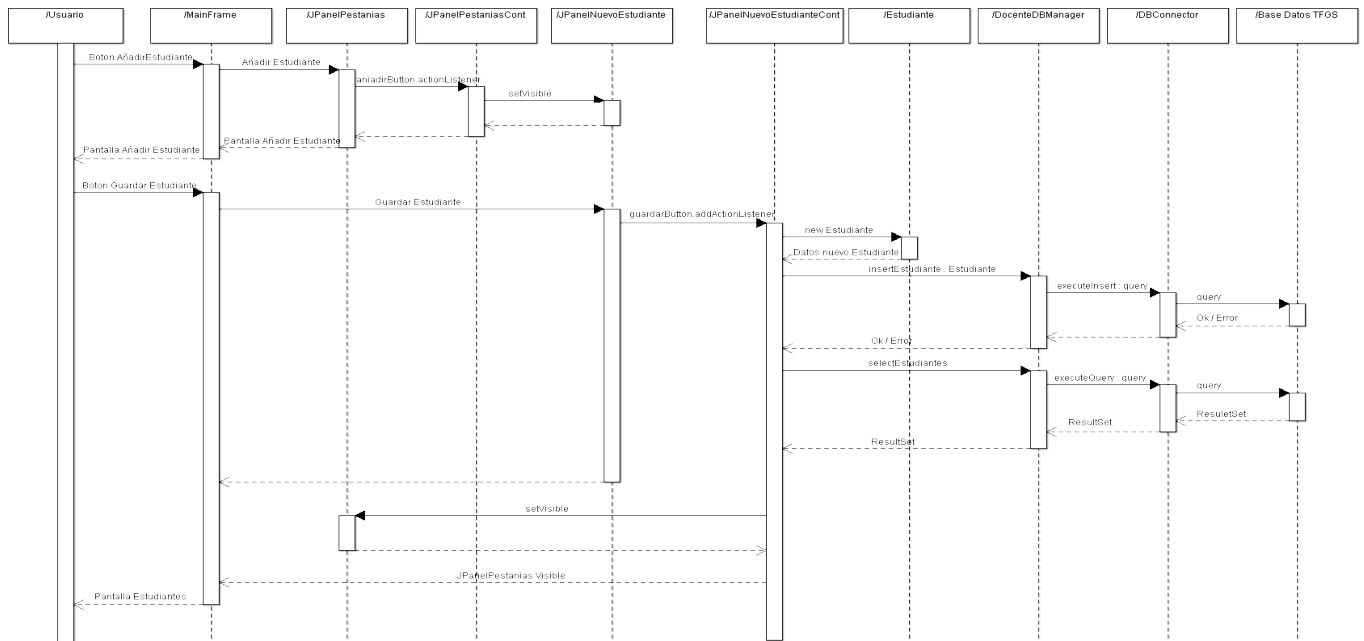 /Usuario
/MainFrame
/JPanelPestanias
/JPanelPestaniasCont
/JPanelNuevoEstudiante
/JPanelNuevoEstudianteCont
/Estudiante
/DocenteDBManager
/DBConnector
/Base Datos TFGS
Boton AñadirEstudiante
Añadir Estudiante
aniadirButton.actionListener
setVisible
Pantalla Añadir Estudiante
Pantalla Añadir Estudiante
Boton Guardar Estudiante
Guardar Estudiante
guardarButton.addActionListener
new Estudiante
Datos nuevo Estudiante
insertEstudiante : Estudiante
executeInsert : query
query
Ok / Error
Ok / Error
selectEstudiantes
executeQuery : query
query
ResuletSet
ResultSet
ResultSet
setVisible
JPanelPestanias.Visible
Pantalla Estudiantes